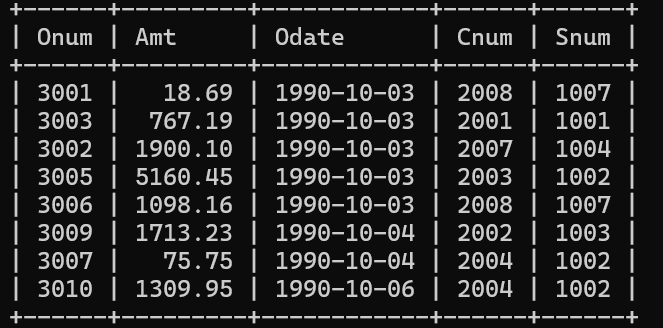 +------+---------+------------+------+------+
| Onum | Amt     | Odate      | Cnum | Snum |
+------+---------+------------+------+------+
| 3001 |   18.69 | 1990-10-03 | 2008 | 1007 |
| 3003 |  767.19 | 1990-10-03 | 2001 | 1001 |
| 3002 | 1900.10 | 1990-10-03 | 2007 | 1004 |
| 3005 | 5160.45 | 1990-10-03 | 2003 | 1002 |
| 3006 | 1098.16 | 1990-10-03 | 2008 | 1007 |
| 3009 | 1713.23 | 1990-10-04 | 2002 | 1003 |
| 3007 |   75.75 | 1990-10-04 | 2004 | 1002 |
| 3010 | 1309.95 | 1990-10-06 | 2004 | 1002 |
+------+---------+------------+------+------+